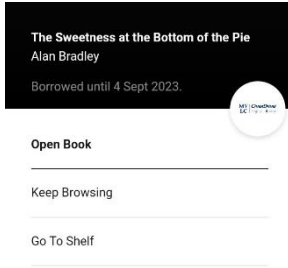 The Sweetness at the Bottom of the Pie
Alan Bradley
Borrowed until 4 Sept 2023.
OverDrive
Open Book
Keep Browsing
Go To Shelf